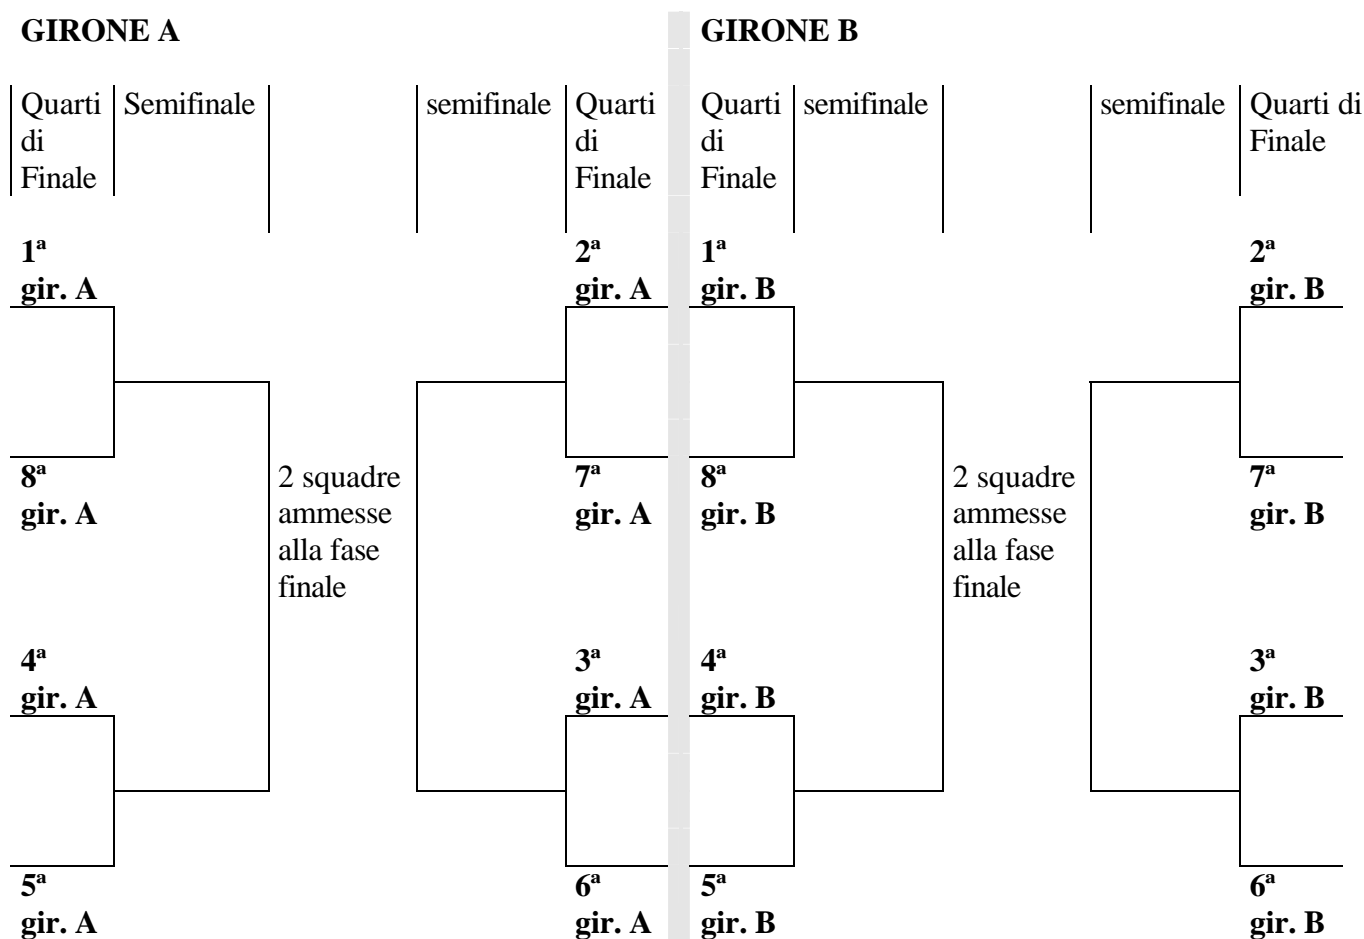 GIRONE A
GIRONE B
Quarti
di
Finale
Semifinale
semifinale
Quarti
di
Finale
Quarti
di
Finale
semifinale
semifinale
Quarti di
Finale
1ª
gir. A
2ª
gir. A
1ª
gir. B
2ª
gir. B
8ª
gir. A
2 squadre
ammesse
alla fase
finale
7ª
gir. A
8ª
gir. B
2 squadre
ammesse
alla fase
finale
7ª
gir. B
4ª
gir. A
3ª
gir. A
4ª
gir. B
3ª
gir. B
5ª
gir. A
6ª
gir. A
5ª
gir. B
6ª
gir. B